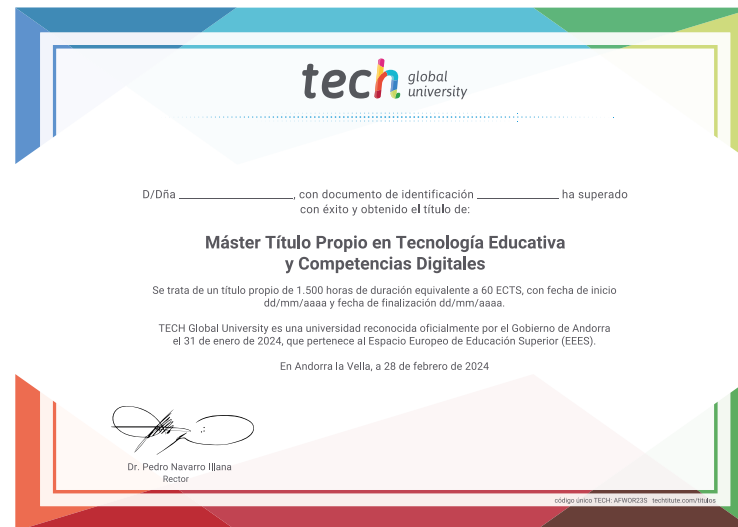 tech global university
D/Dña ______________________, con documento de identificación _______________ ha superado
con éxito y obtenido el título de:
Máster Título Propio en Tecnología Educativa
y Competencias Digitales
Se trata de un título propio de 1.500 horas de duración equivalente a 60 ECTS, con fecha de inicio
dd/mm/aaaa y fecha de finalización dd/mm/aaaa.
TECH Global University es una universidad reconocida oficialmente por el Gobierno de Andorra
el 31 de enero de 2024, que pertenece al Espacio Europeo de Educación Superior (EEES).
En Andorra la Vella, a 28 de febrero de 2024
Dr. Pedro Navarro Illana
Rector
código único TECH: AFWOR23S techtitute.com/titulos